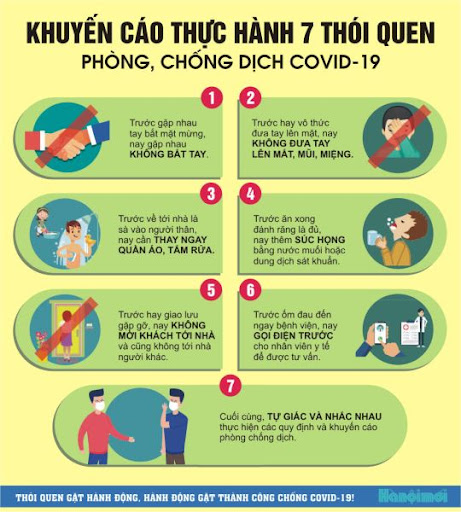 KHUYẾN CÁO THỰC HÀNH 7 THÓI QUEN
PHÒNG, CHỐNG DỊCH COVID-19
1
Trước gặp nhau
tay bắt mặt mừng,
nay gặp nhau
KHÔNG BẮT TAY.
2
Trước hay vô thức
đưa tay lên mặt, nay
KHÔNG ĐƯA TAY
LÊN MẮT, MŨI, MIỆNG.
3
Trước về tới nhà là
sà vào người thân,
nay cần THAY NGAY
QUẦN ÁO, TẮM RỬA.
4
Trước ăn xong
đánh răng là đủ,
nay thêm SÚC HỌNG
bằng nước muối hoặc
dung dịch sát khuẩn.
5
Trước hay giao lưu
gặp gỡ, nay KHÔNG
MỜI KHÁCH TỚI NHÀ
và cũng không tới nhà
người khác.
6
Trước ốm đau đến
ngay bệnh viện, nay
GỌI ĐIỆN TRƯỚC
cho nhân viên y tế
để được tư vấn.
7
Cuối cùng, TỰ GIÁC VÀ NHẮC NHAU
thực hiện các quy định và khuyến cáo
phòng chống dịch.
THÓI QUEN GẶT HÀNH ĐỘNG, HÀNH ĐỘNG GẶT THÀNH CÔNG CHỐNG COVID-19!
Hànộimới